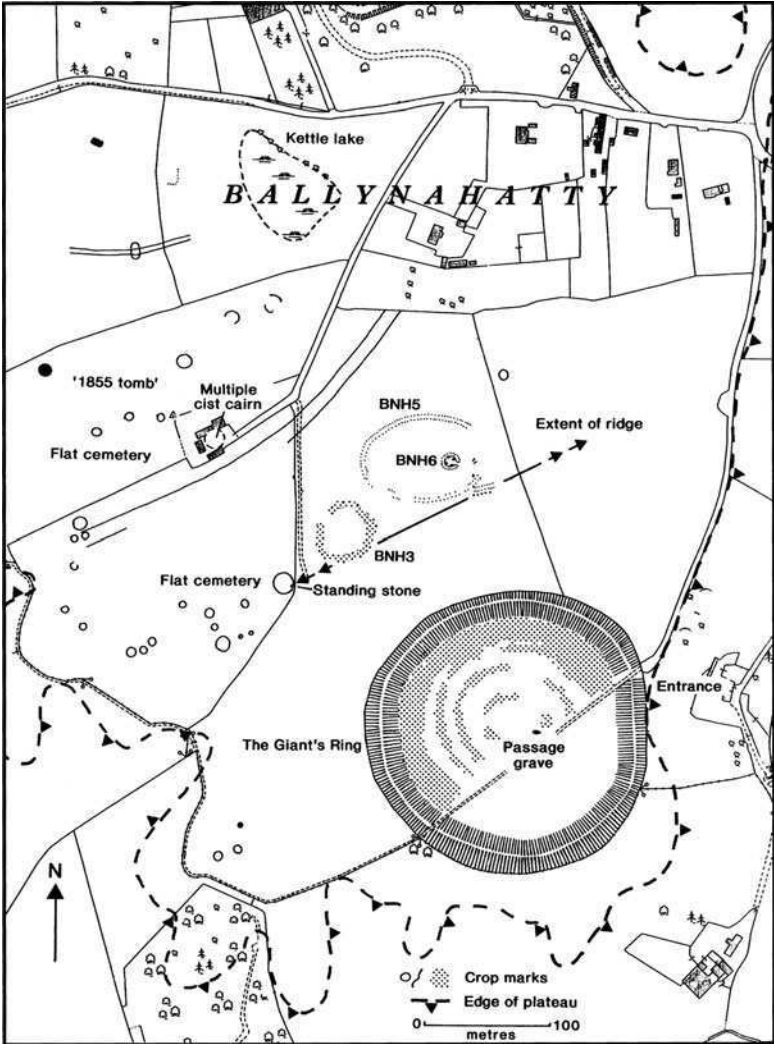 Kettle lake
BALLYNAHATTY
'1855 tomb'
Multiple
cist cairn
Flat cemetery
BNH5
BNH6
Extent of ridge
BNH3
Flat cemetery
Standing stone
Entrance
The Giant's Ring
Passage
grave
N
Crop marks
Edge of plateau
0 100
metres